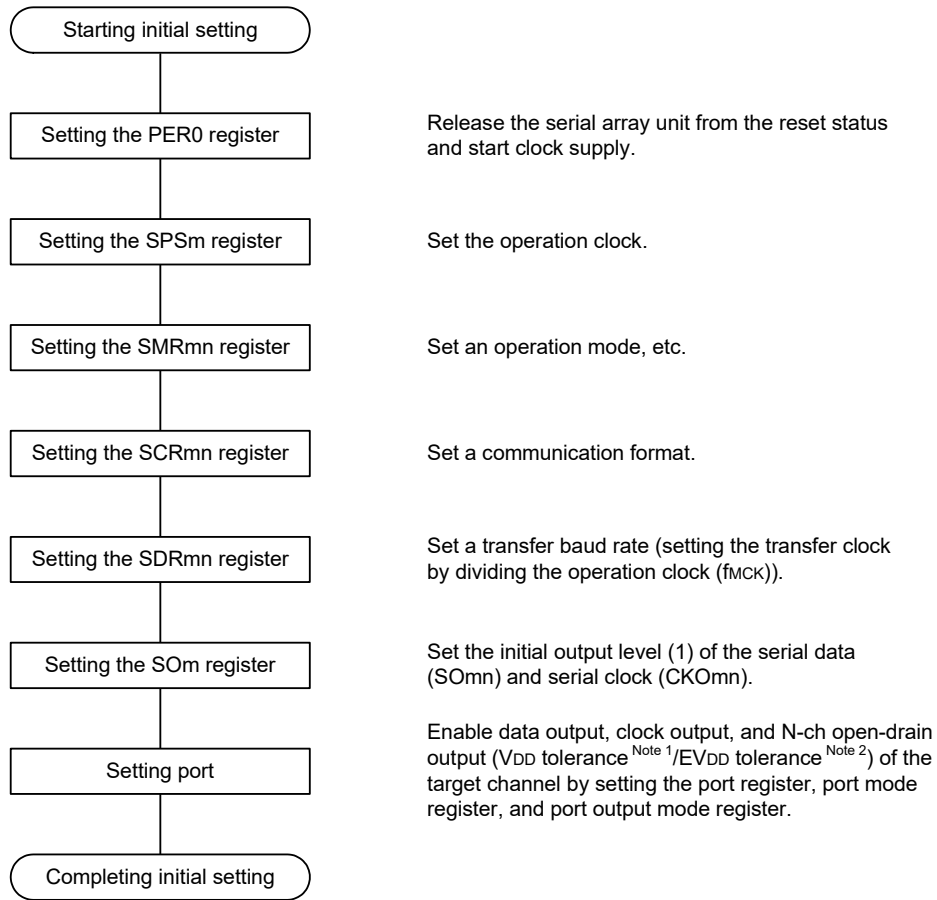 Starting initial setting
Setting the PER0 register
Release the serial array unit from the reset status
and start clock supply.
Setting the SPSm register
Set the operation clock.
Setting the SMRmn register
Set an operation mode, etc.
Setting the SCRmn register
Set a communication format.
Setting the SDRmn register
Set a transfer baud rate (setting the transfer clock
by dividing the operation clock (fMCK)).
Setting the SOm register
Set the initial output level (1) of the serial data
(SOmn) and serial clock (CKOmn).
Setting port
Enable data output, clock output, and N-ch open-drain
output (VDD tolerance Note 1/EVDD tolerance Note 2) of the
target channel by setting the port register, port mode
register, and port output mode register.
Completing initial setting